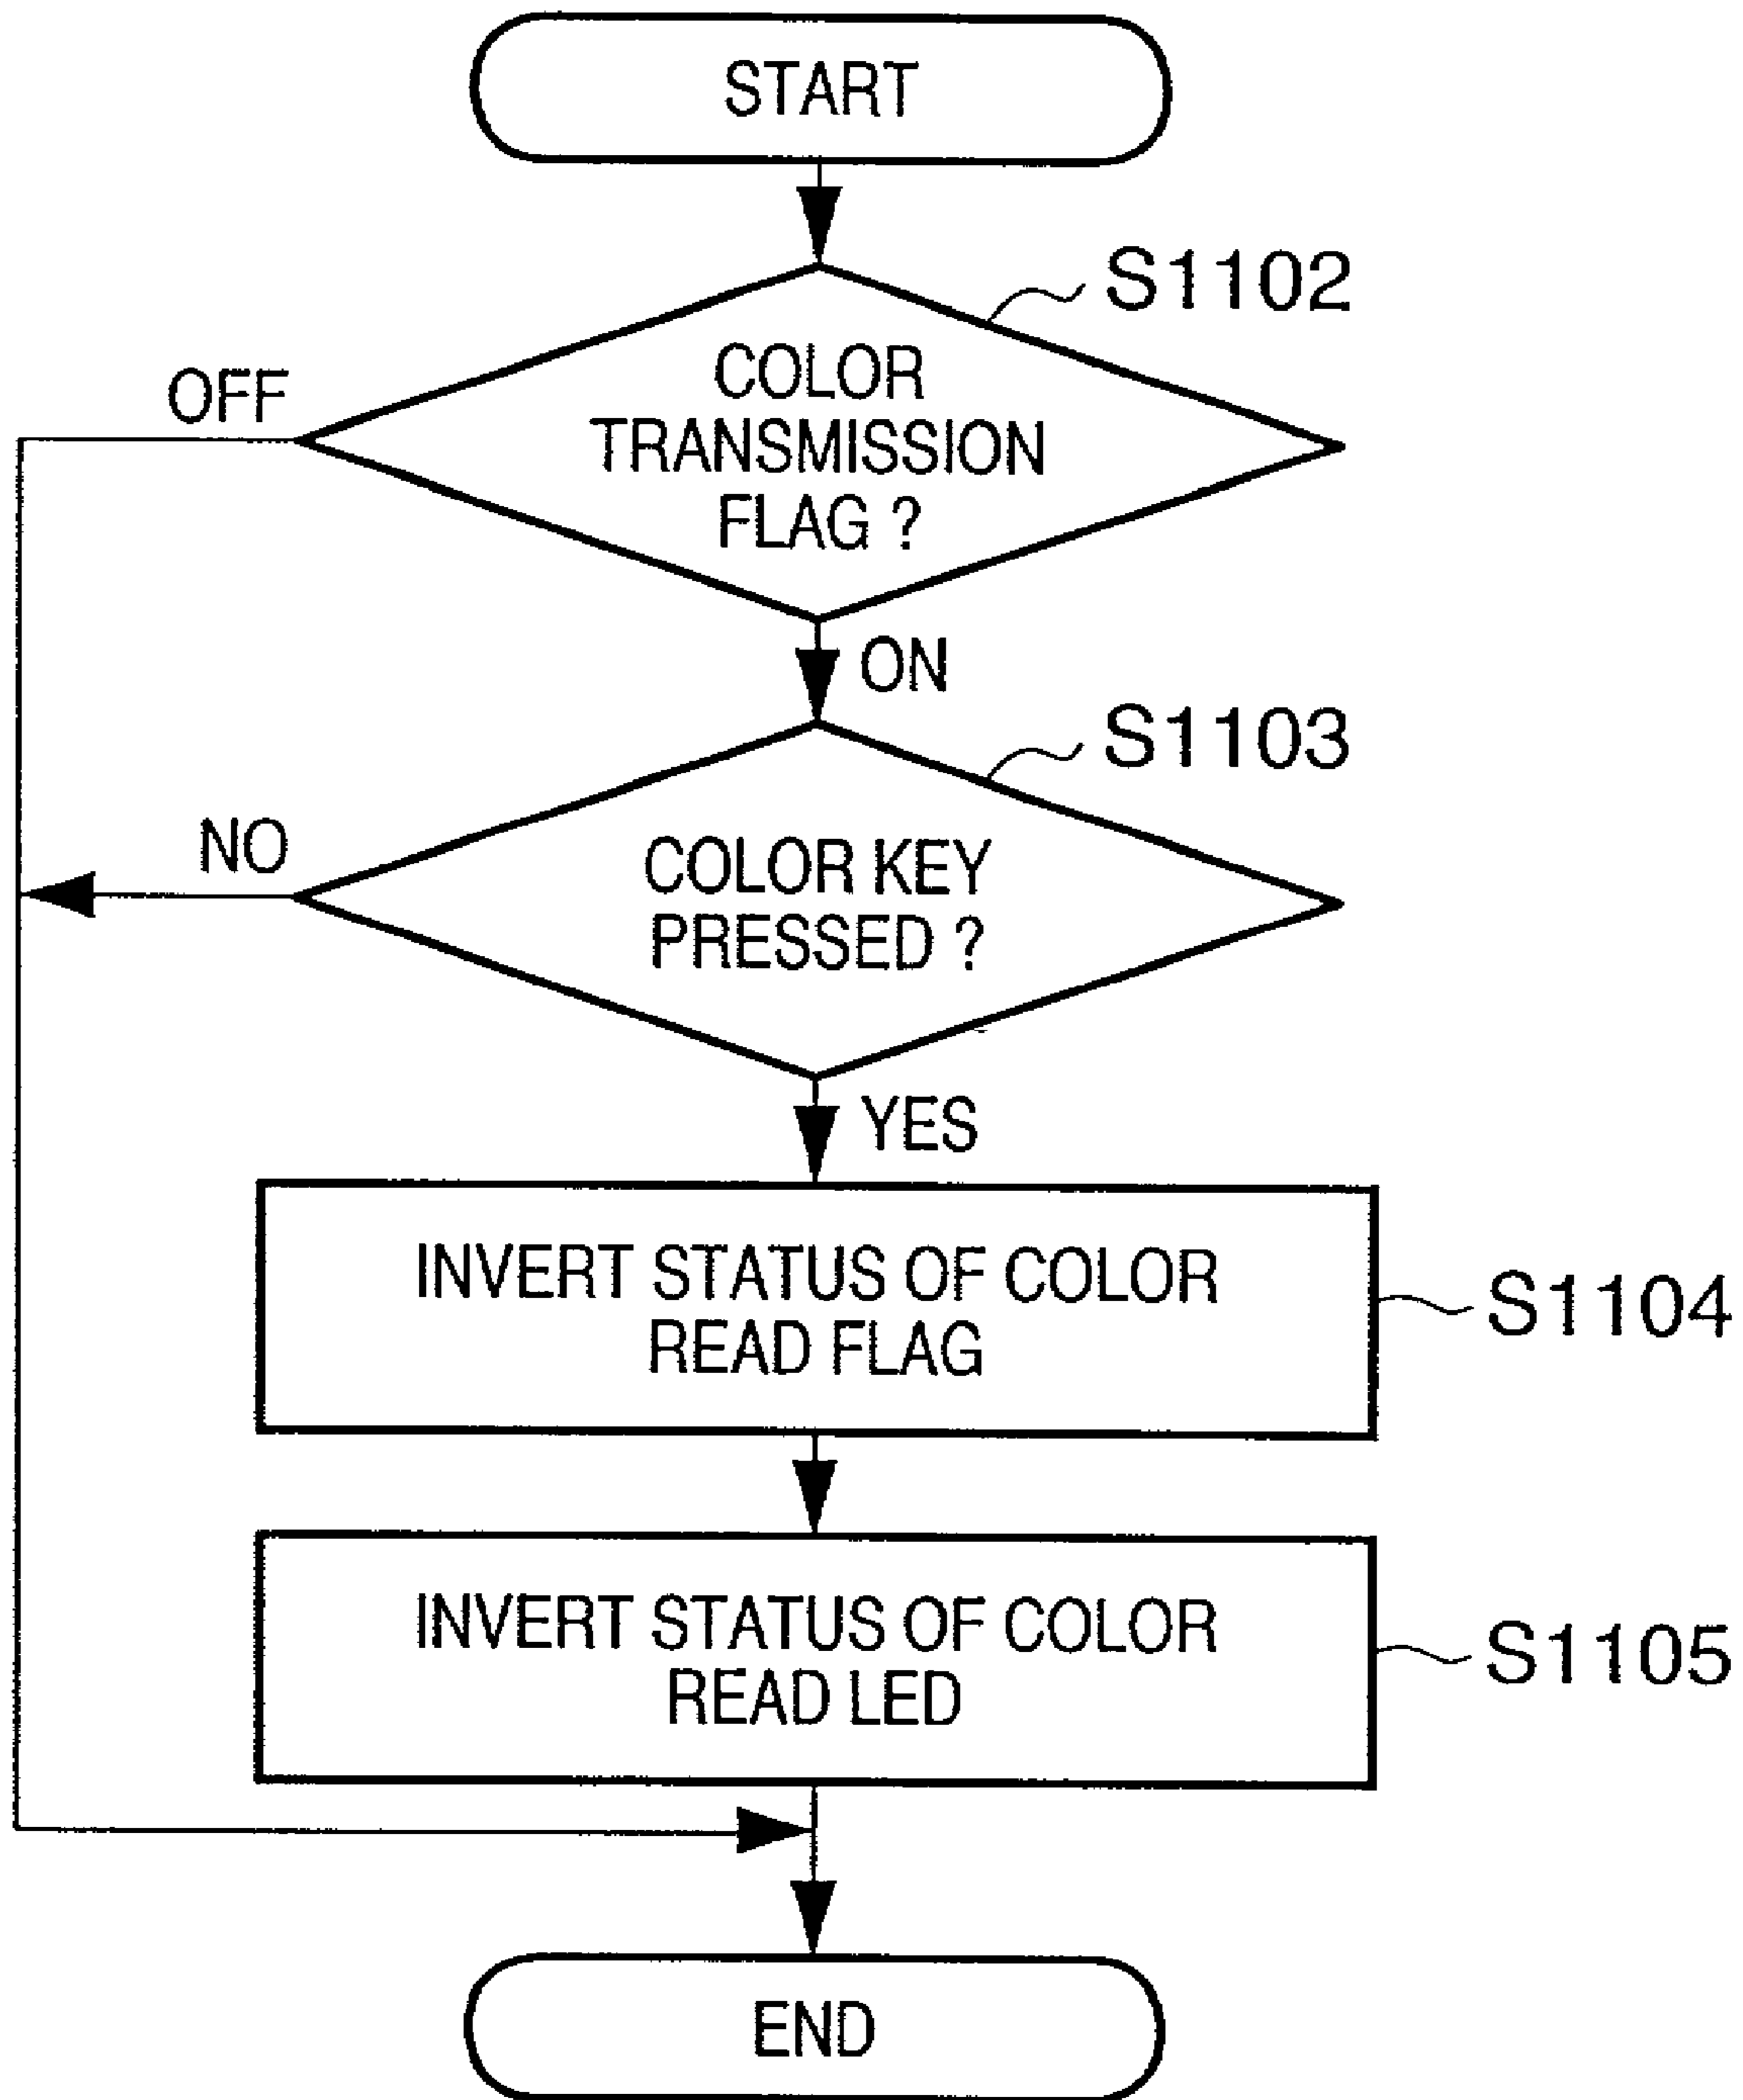 START
S1102
COLOR
TRANSMISSION
FLAG ?
OFF
ON
S1103
COLOR KEY
PRESSED ?
NO
YES
INVERT STATUS OF COLOR
READ FLAG
S1104
INVERT STATUS OF COLOR
READ LED
S1105
END